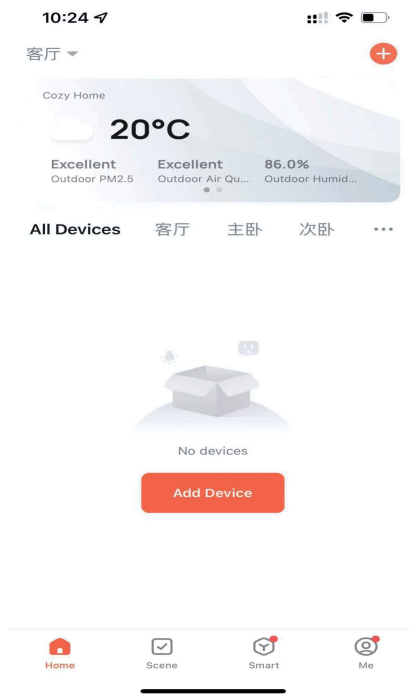 10:24
客厅
Cozy Home
20°C
Excellent Excellent 86.0%
Outdoor PM2.5 Outdoor Air Qu... Outdoor Humid...
All Devices 客厅 主卧 次卧 ...
No devices
Add Device
Home Scene Smart Me